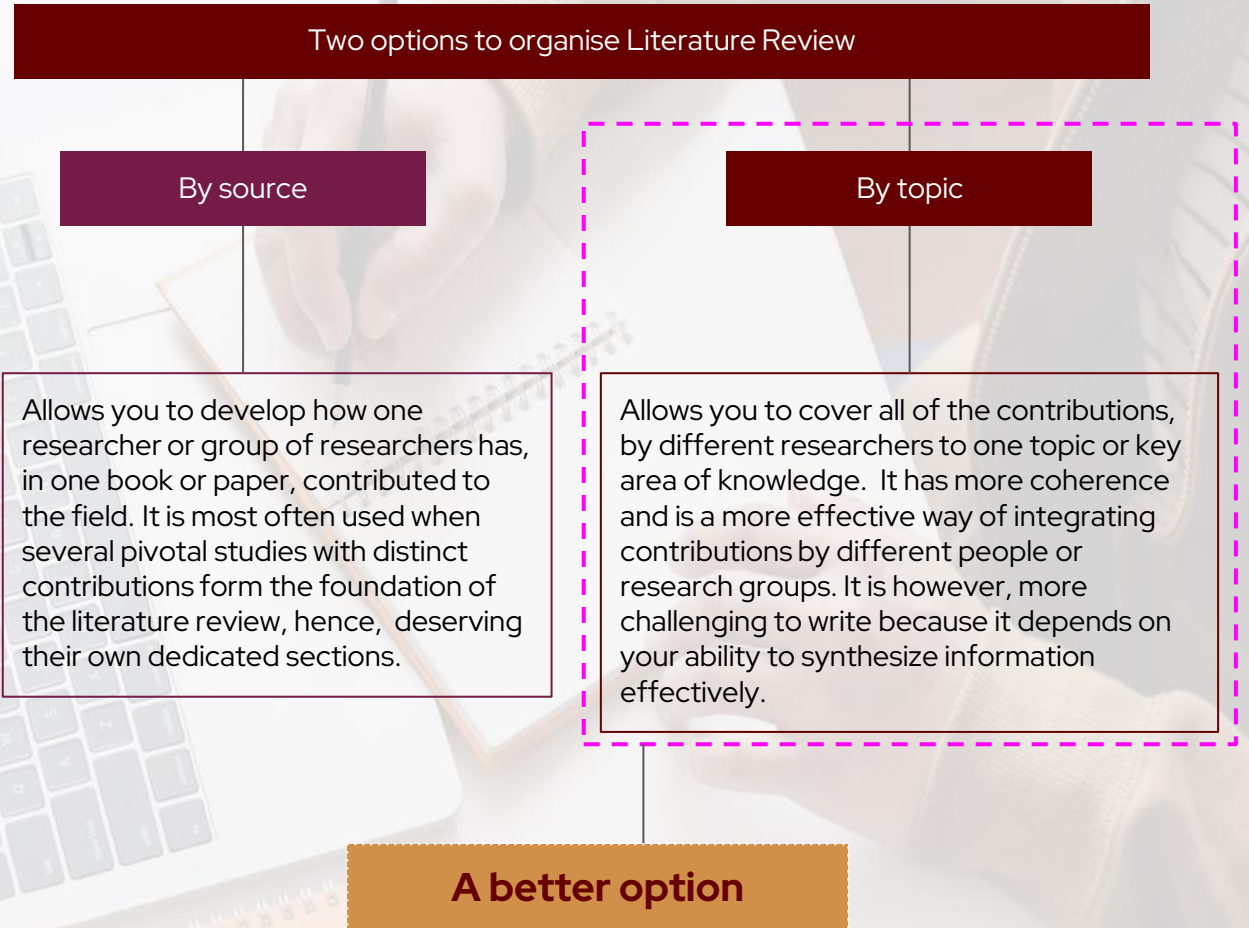 Two options to organise Literature Review
By source
By topic
Allows you to develop how one
researcher or group of researchers has,
in one book or paper, contributed to
the field. It is most often used when
several pivotal studies with distinct
contributions form the foundation of
the literature review, hence,  deserving
their own dedicated sections.
Allows you to cover all of the contributions,
by different researchers to one topic or key
area of knowledge.  It has more coherence
and is a more effective way of integrating
contributions by different people or
research groups. It is however, more
challenging to write because it depends on
your ability to synthesize information
effectively.
A better option